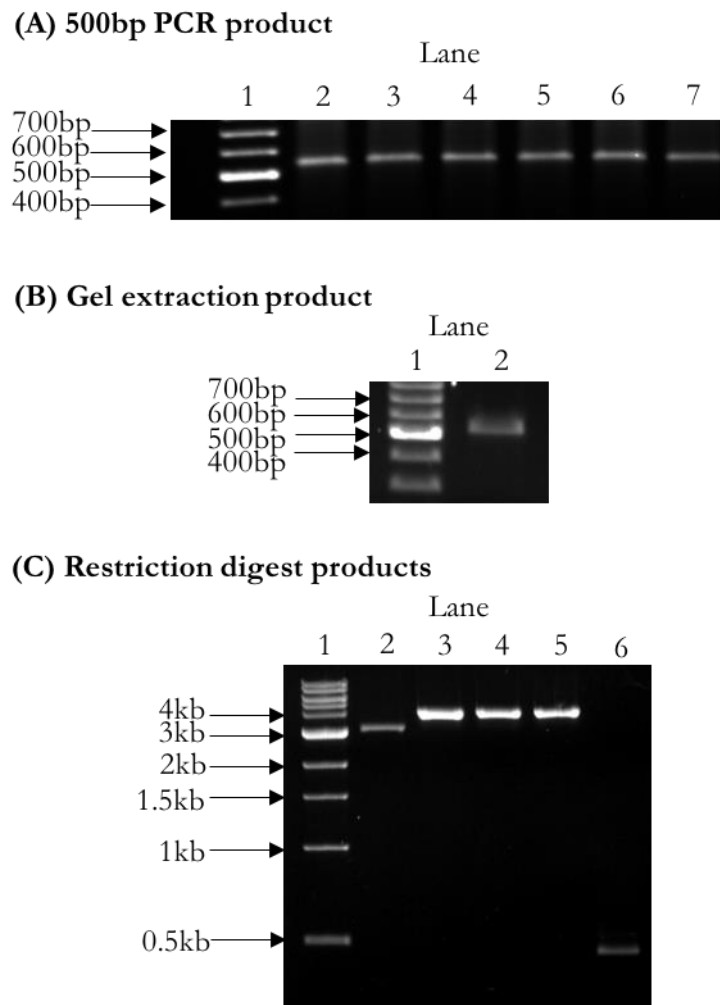 (A) 500bp PCR product
Lane
1 2 3 4 5 6 7
700bp
600bp
500bp
400bp
(B) Gel extraction product
Lane
1 2
700bp
600bp
500bp
400bp
(C) Restriction digest products
Lane
1 2 3 4 5 6
4kb
3kb
2kb
1.5kb
1kb
0.5kb